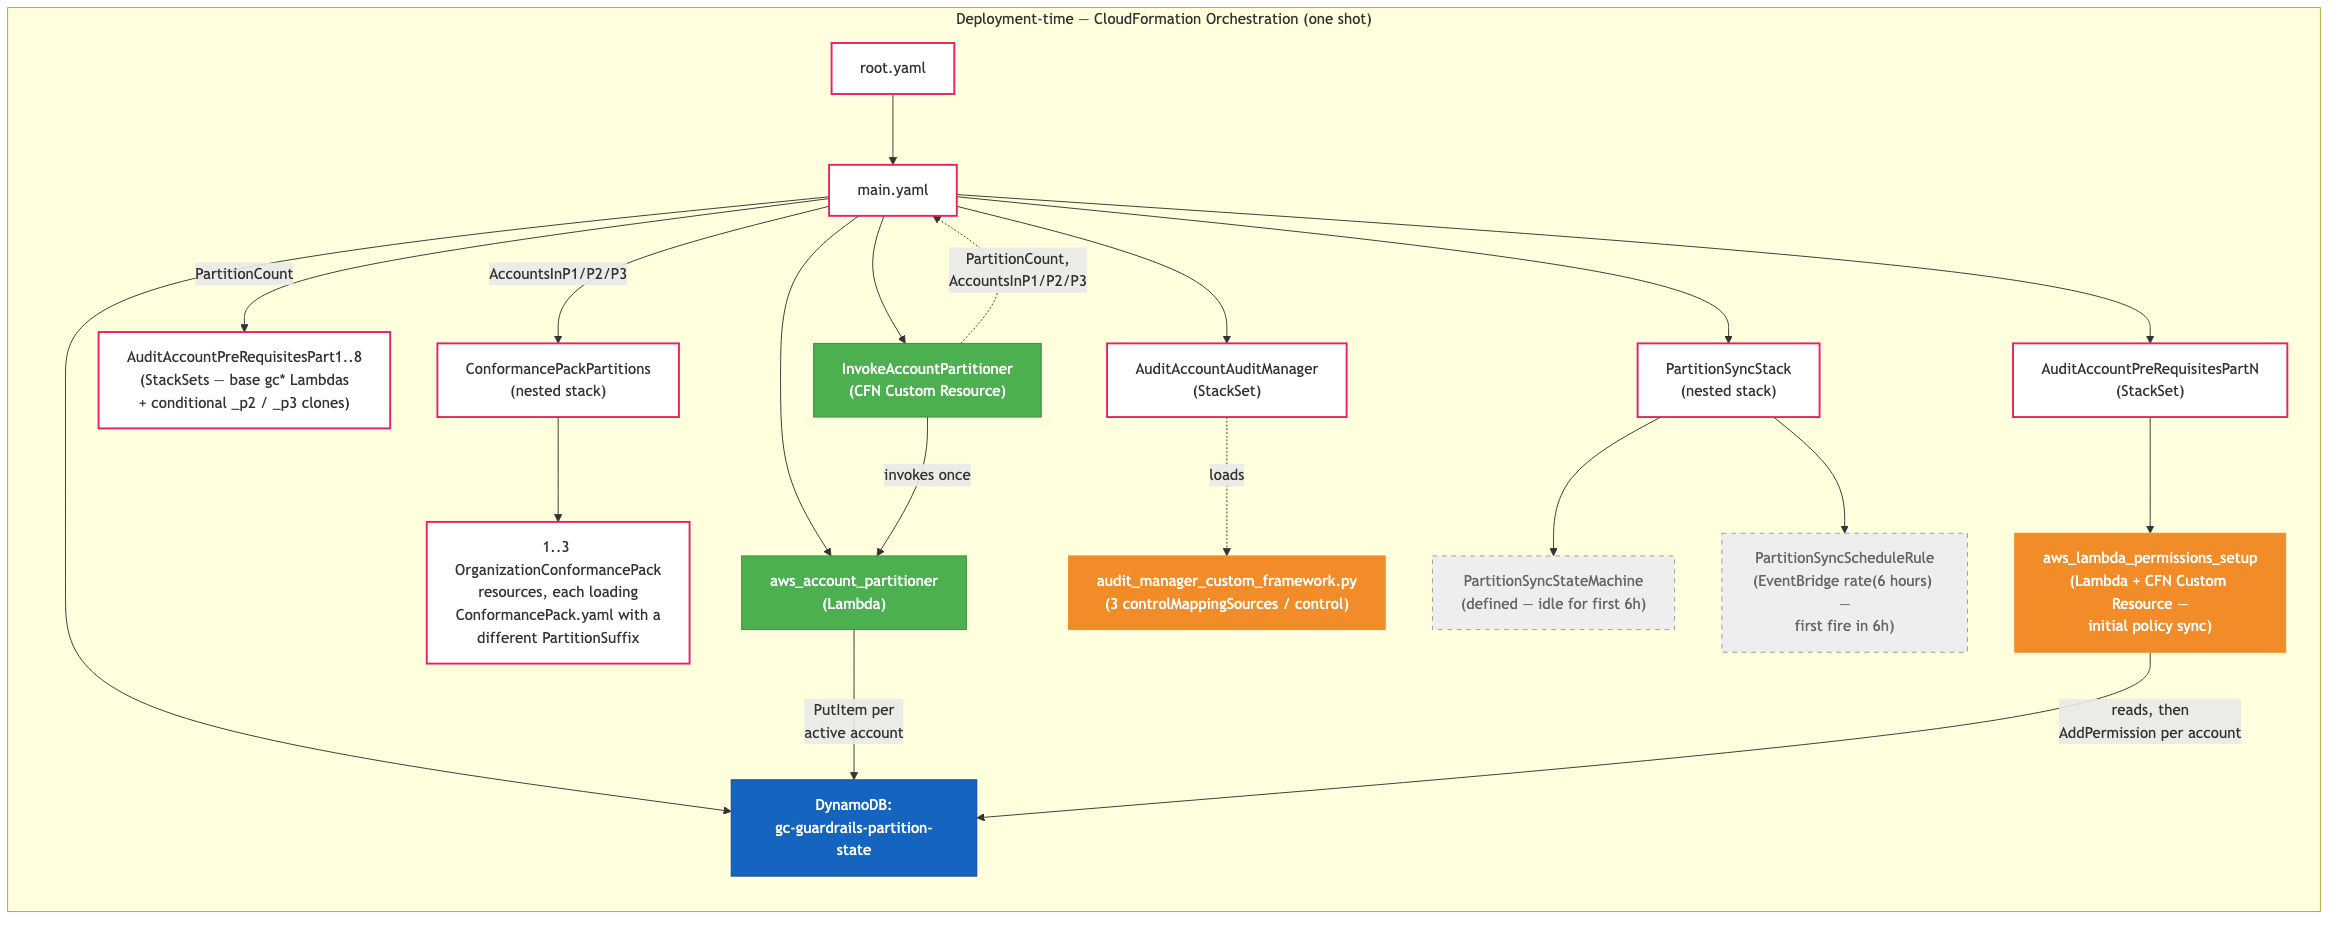 Deployment-time — CloudFormation Orchestration (one shot)
root.yaml
main.yaml
PartitionCount
AccountsInP1/P2/P3
PartitionCount,
AccountsInP1/P2/P3
AuditAccountPreRequisitesPart1..8
(StackSets — base gc* Lambdas
+ conditional _p2 / _p3 clones)
ConformancePackPartitions
(nested stack)
InvokeAccountPartitioner
(CFN Custom Resource)
AuditAccountAuditManager
(StackSet)
PartitionSyncStack
(nested stack)
AuditAccountPreRequisitesPartN
(StackSet)
invokes once
loads
1..3
OrganizationConformancePack
resources, each loading
ConformancePack.yaml with a
different PartitionSuffix
aws_account_partitioner
(Lambda)
audit_manager_custom_framework.py
(3 controlMappingSources / control)
PartitionSyncStateMachine
(defined — idle for first 6h)
PartitionSyncScheduleRule
(EventBridge rate(6 hours)
—
first fire in 6h)
aws_lambda_permissions_setup
(Lambda + CFN Custom
Resource —
initial policy sync)
PutItem per
active account
reads, then
AddPermission per account
DynamoDB:
gc-guardrails-partition-
state